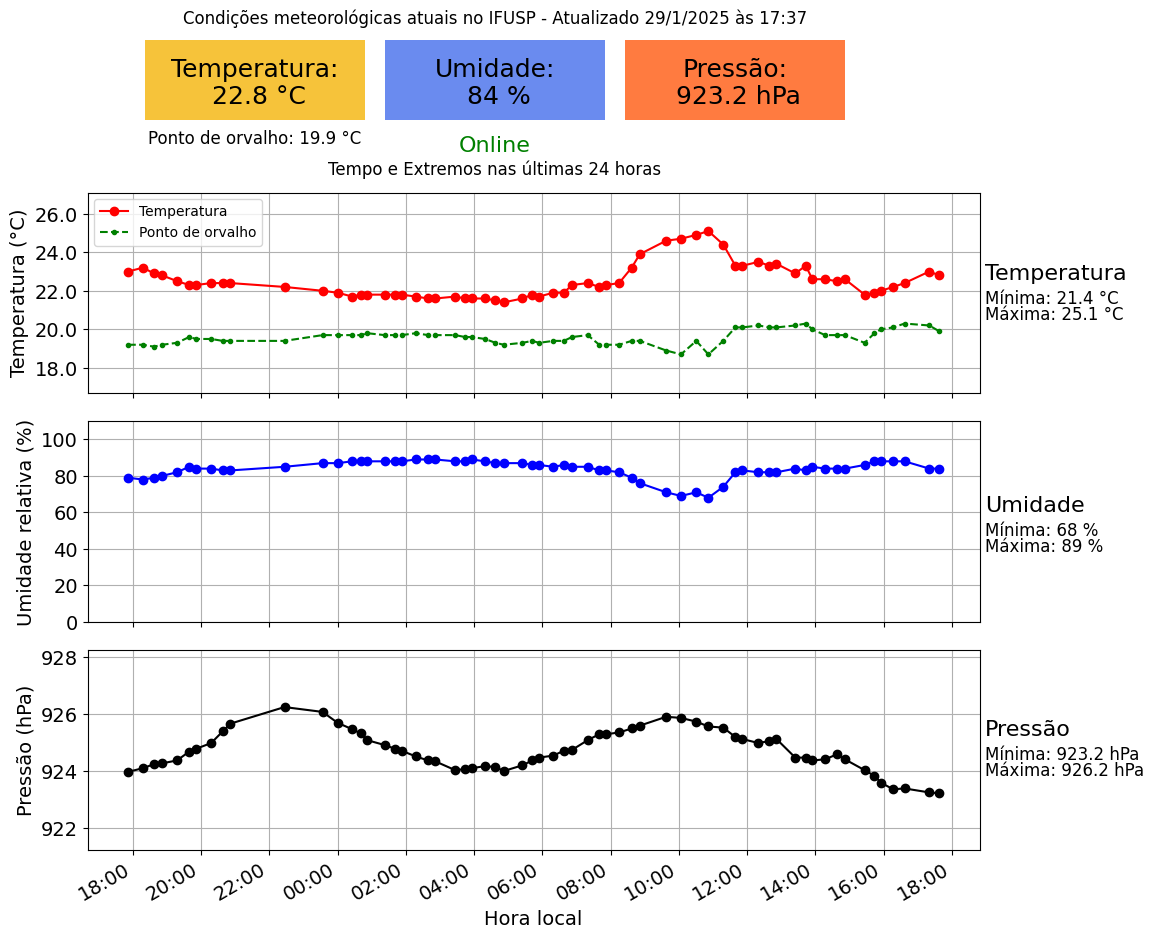 Condições meteorológicas atuais no IFUSP - Atualizado 29/1/2025 às 17:37
Temperatura:
22.8 °C
Umidade:
84 %
Pressão:
923.2 hPa
Ponto de orvalho: 19.9 °C
Online
Tempo e Extremos nas últimas 24 horas
Temperatura (°C)
26.0
24.0
22.0
20.0
18.0
Temperatura
Ponto de orvalho
Temperatura
Mínima: 21.4 °C
Máxima: 25.1 °C
Umidade relativa (%)
100
80
60
40
20
0
Umidade
Mínima: 68 %
Máxima: 89 %
Pressão (hPa)
928
926
924
922
Pressão
Mínima: 923.2 hPa
Máxima: 926.2 hPa
18:00
20:00
22:00
00:00
02:00
04:00
06:00
08:00
10:00
12:00
14:00
16:00
18:00
Hora local